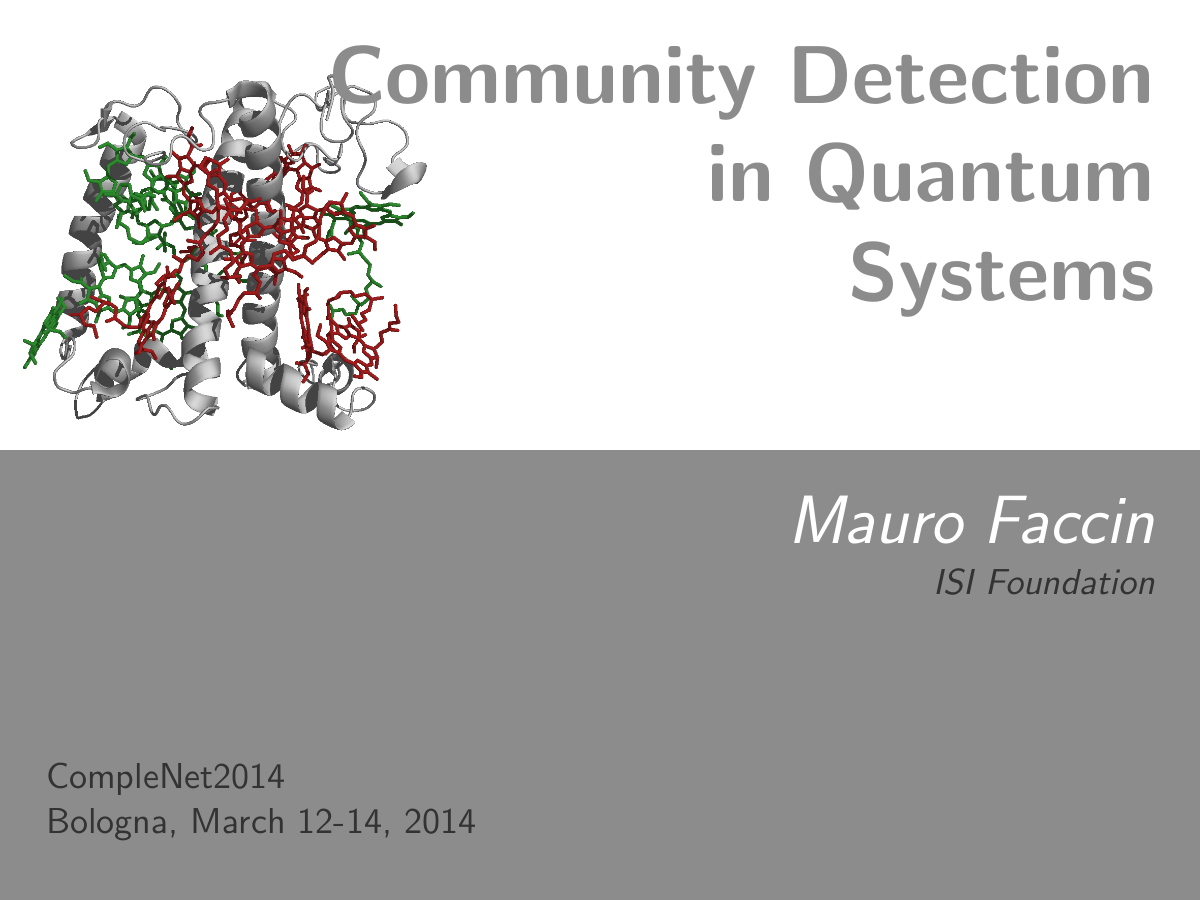 Community Detection
in Quantum
Systems
Mauro Faccin
ISI Foundation
CompleNet2014
Bologna, March 12-14, 2014